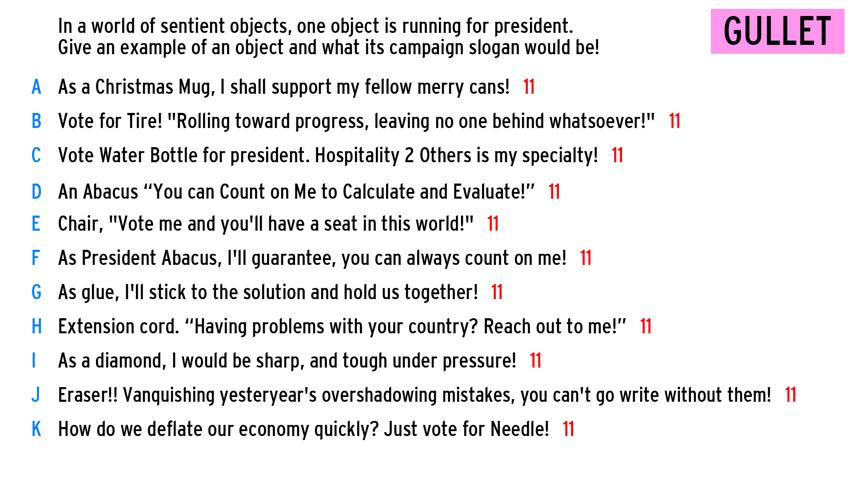 In a world of sentient objects, one object is running for president.
Give an example of an object and what its campaign slogan would be!
GULLET
A As a Christmas Mug, I shall support my fellow merry cans! 11
B Vote for Tire! "Rolling toward progress, leaving no one behind whatsoever!" 11
C Vote Water Bottle for president. Hospitality 2 Others is my specialty! 11
D An Abacus “You can Count on Me to Calculate and Evaluate!” 11
E Chair, "Vote me and you'll have a seat in this world!" 11
F As President Abacus, I'll guarantee, you can always count on me! 11
G As glue, I'll stick to the solution and hold us together! 11
H Extension cord. “Having problems with your country? Reach out to me!” 11
I As a diamond, I would be sharp, and tough under pressure! 11
J Eraser!! Vanquishing yesteryear's overshadowing mistakes, you can't go write without them! 11
K How do we deflate our economy quickly? Just vote for Needle! 11